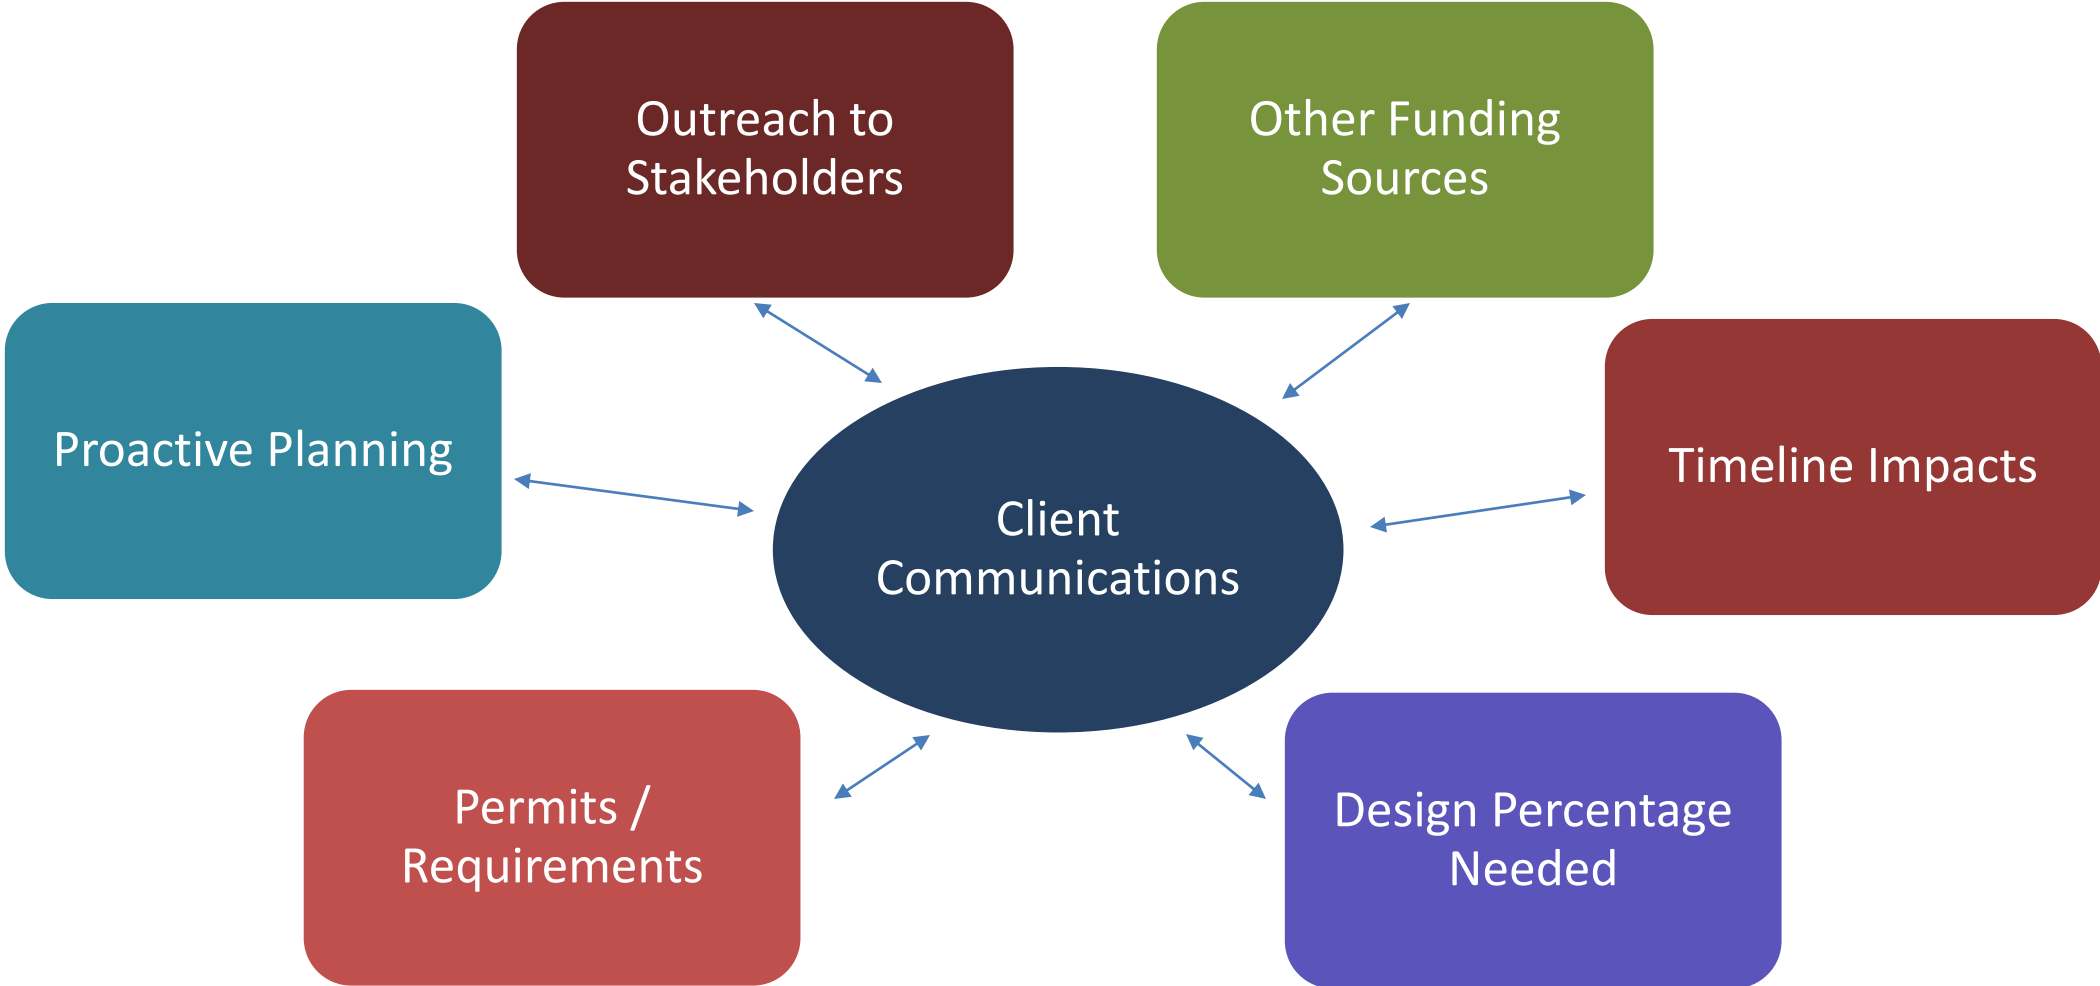 Outreach to
Stakeholders
Other Funding
Sources
Proactive Planning
Timeline Impacts
Client
Communications
Permits /
Requirements
Design Percentage
Needed